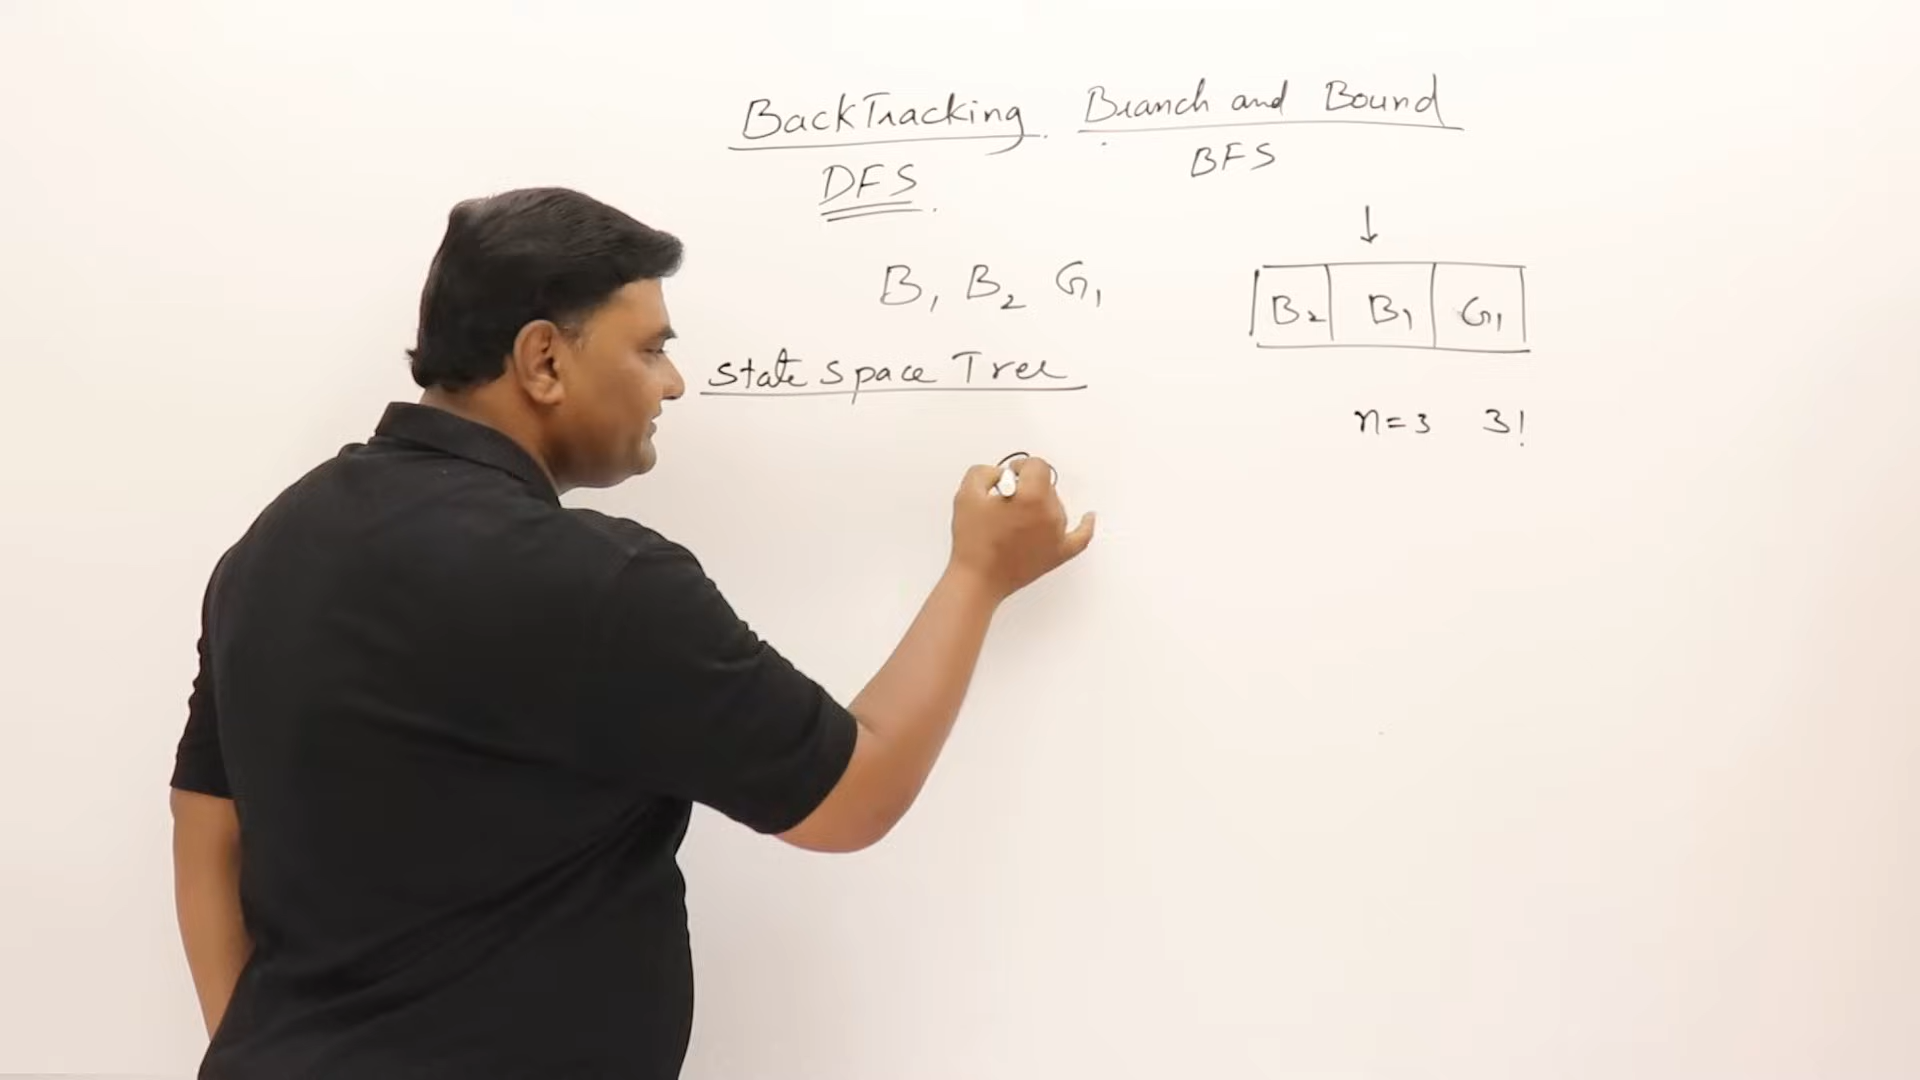 BackTracking Branch and Bound
DFS BFS
B1 B2 G1
B2 B1 G1
State Space Tree
n=3 3!